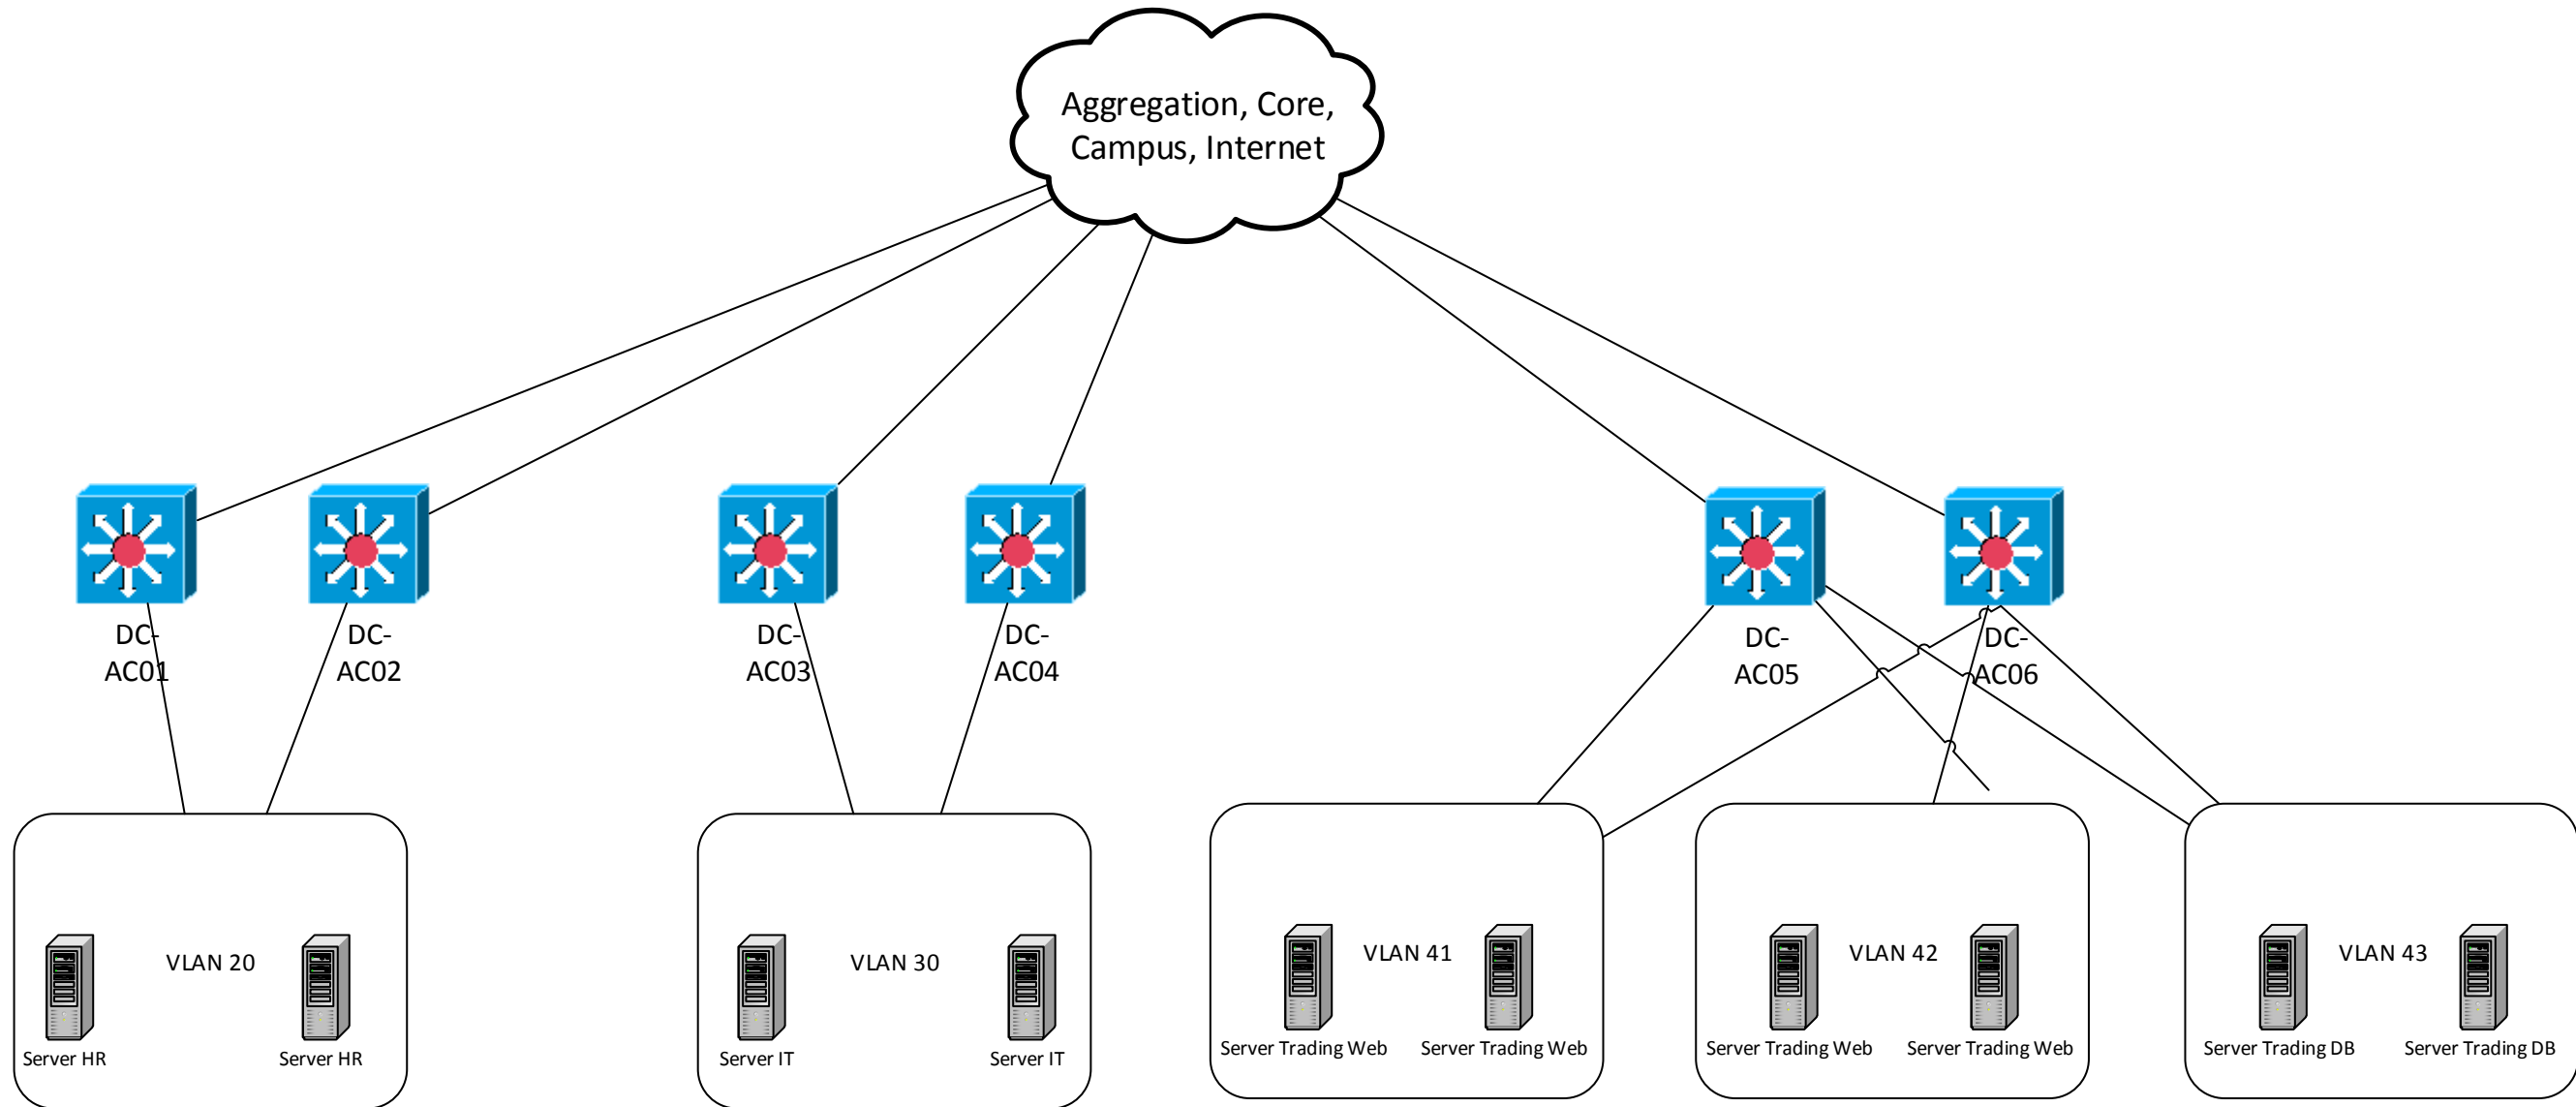 Aggregation, Core,
Campus, Internet
DC-
AC01
DC-
AC02
DC-
AC03
DC-
AC04
DC-
AC05
DC-
AC06
VLAN 20
Server HR
Server HR
VLAN 30
Server IT
Server IT
VLAN 41
Server Trading Web
Server Trading Web
VLAN 42
Server Trading Web
Server Trading Web
VLAN 43
Server Trading DB
Server Trading DB